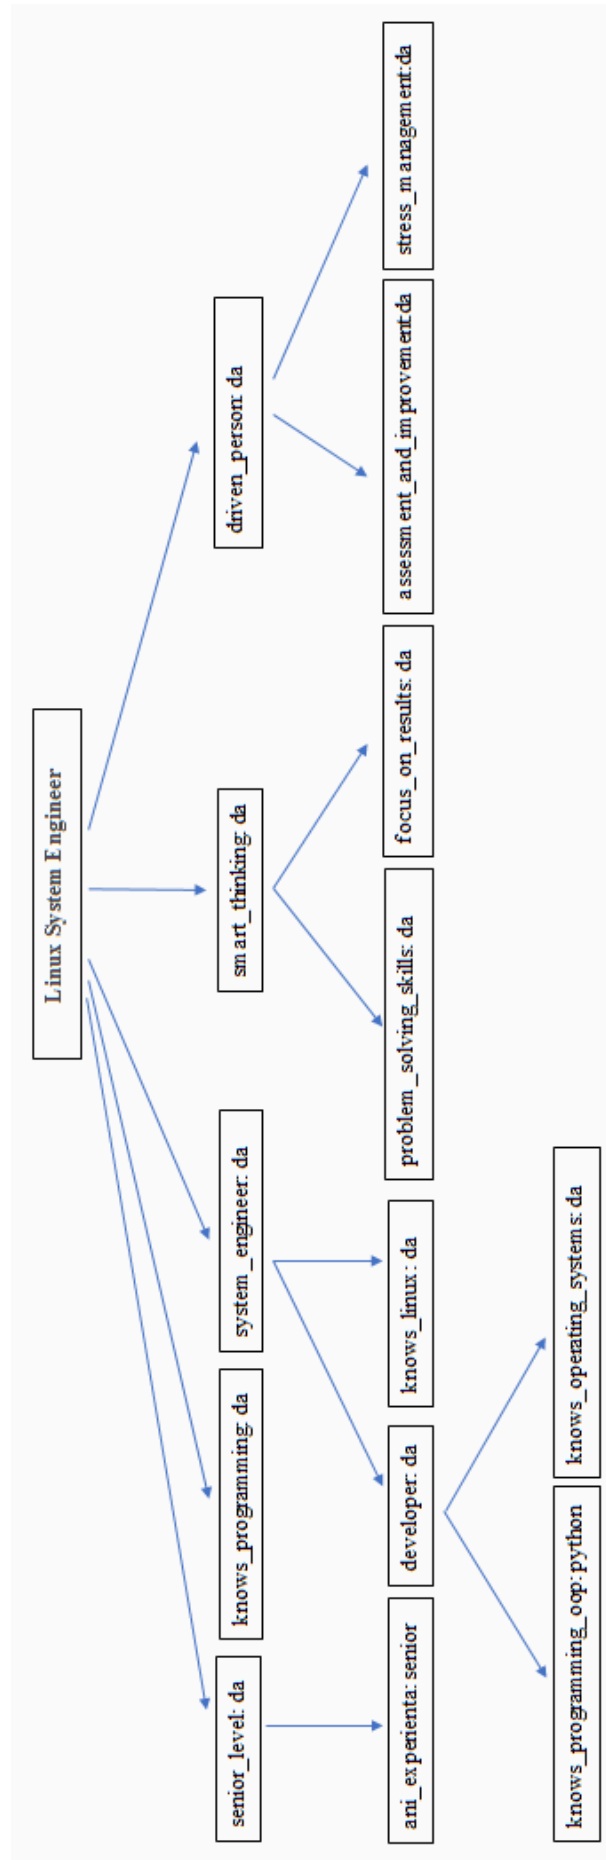 Linux System Engineer
senior_level: da
knows_programming: da
system_engineer: da
smart_thinking: da
driven_person: da
ani_experienta: senior
developer: da
knows_linux: da
problem_solving_skills: da
focus_on_results: da
assessment_and_improvement:da
stress_management:da
knows_programming_oop:python
knows_operating_systems: da